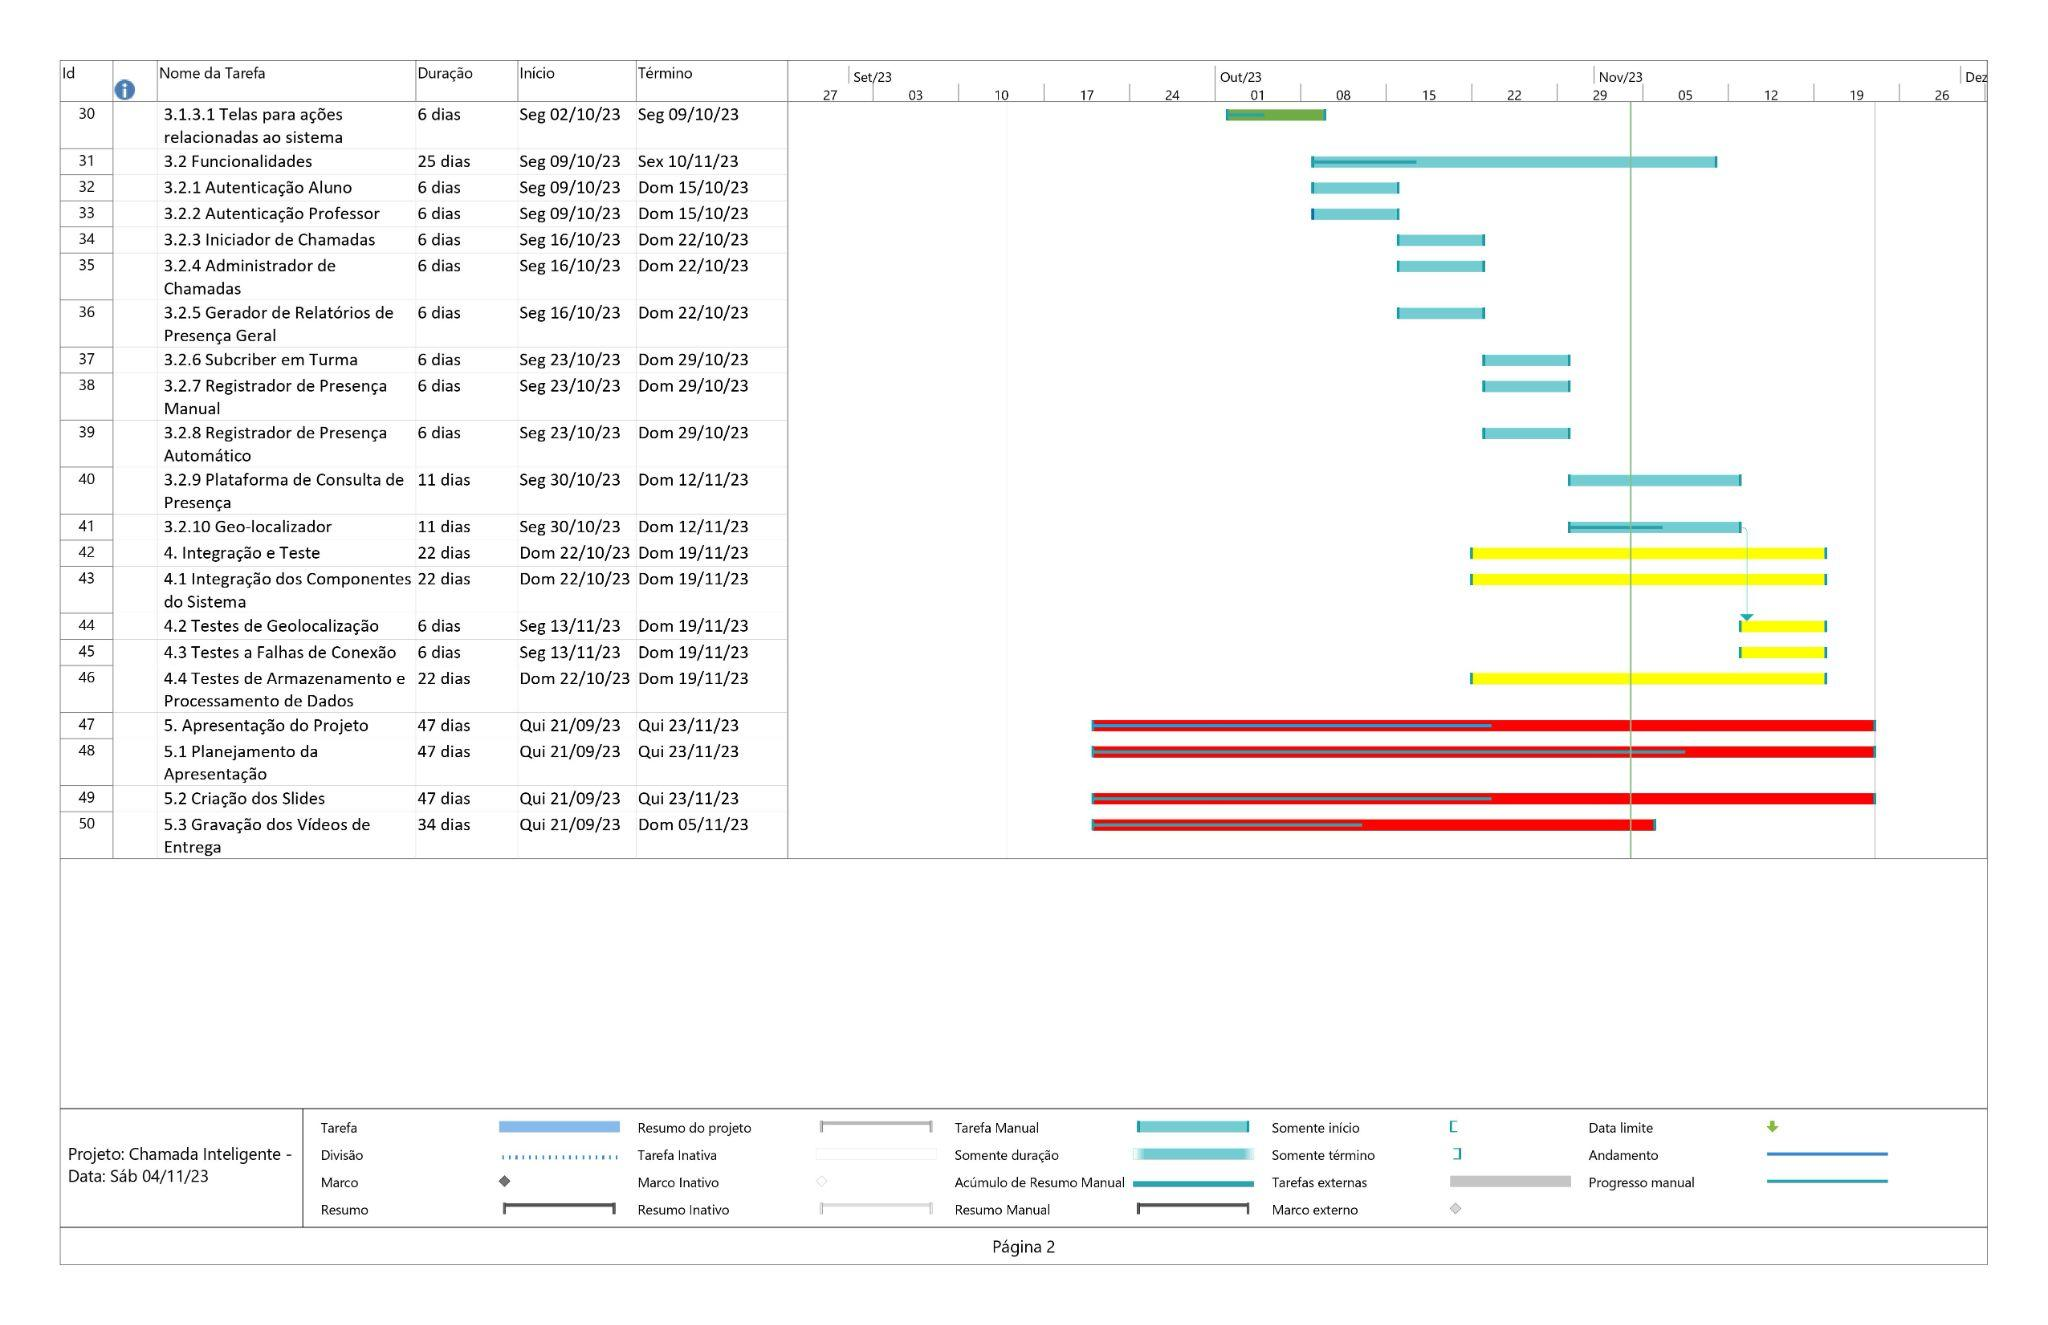 Id Nome da Tarefa Duração Início Término
Set/23 Out/23 Nov/23 Dez
27 03 10 17 24 01 08 15 22 29 05 12 19 26
30 3.1.3.1 Telas para ações 6 dias Seg 02/10/23 Seg 09/10/23
relacionadas ao sistema
31 3.2 Funcionalidades 25 dias Seg 09/10/23 Sex 10/11/23
32 3.2.1 Autenticação Aluno 6 dias Seg 09/10/23 Dom 15/10/23
33 3.2.2 Autenticação Professor 6 dias Seg 09/10/23 Dom 15/10/23
34 3.2.3 Iniciador de Chamadas 6 dias Seg 16/10/23 Dom 22/10/23
35 3.2.4 Administrador de 6 dias Seg 16/10/23 Dom 22/10/23
Chamadas
36 3.2.5 Gerador de Relatórios de 6 dias Seg 16/10/23 Dom 22/10/23
Presença Geral
37 3.2.6 Subcriber em Turma 6 dias Seg 23/10/23 Dom 29/10/23
38 3.2.7 Registrador de Presença 6 dias Seg 23/10/23 Dom 29/10/23
Manual
39 3.2.8 Registrador de Presença 6 dias Seg 23/10/23 Dom 29/10/23
Automático
40 3.2.9 Plataforma de Consulta de 11 dias Seg 30/10/23 Dom 12/11/23
Presença
41 3.2.10 Geo-localizador 11 dias Seg 30/10/23 Dom 12/11/23
42 4. Integração e Teste 22 dias Dom 22/10/23 Dom 19/11/23
43 4.1 Integração dos Componentes 22 dias Dom 22/10/23 Dom 19/11/23
do Sistema
44 4.2 Testes de Geolocalização 6 dias Seg 13/11/23 Dom 19/11/23
45 4.3 Testes a Falhas de Conexão 6 dias Seg 13/11/23 Dom 19/11/23
46 4.4 Testes de Armazenamento e 22 dias Dom 22/10/23 Dom 19/11/23
Processamento de Dados
47 5. Apresentação do Projeto 47 dias Qui 21/09/23 Qui 23/11/23
48 5.1 Planejamento da 47 dias Qui 21/09/23 Qui 23/11/23
Apresentação
49 5.2 Criação dos Slides 47 dias Qui 21/09/23 Qui 23/11/23
50 5.3 Gravação dos Vídeos de 34 dias Qui 21/09/23 Dom 05/11/23
Entrega
Projeto: Chamada Inteligente -
Data: Sáb 04/11/23
Tarefa Resumo do projeto Tarefa Manual Somente início Data limite
Divisão Tarefa Inativa Somente duração Somente término Andamento
Marco Marco Inativo Acúmulo de Resumo Manual Tarefas externas Progresso manual
Resumo Resumo Inativo Resumo Manual Marco externo
Página 2